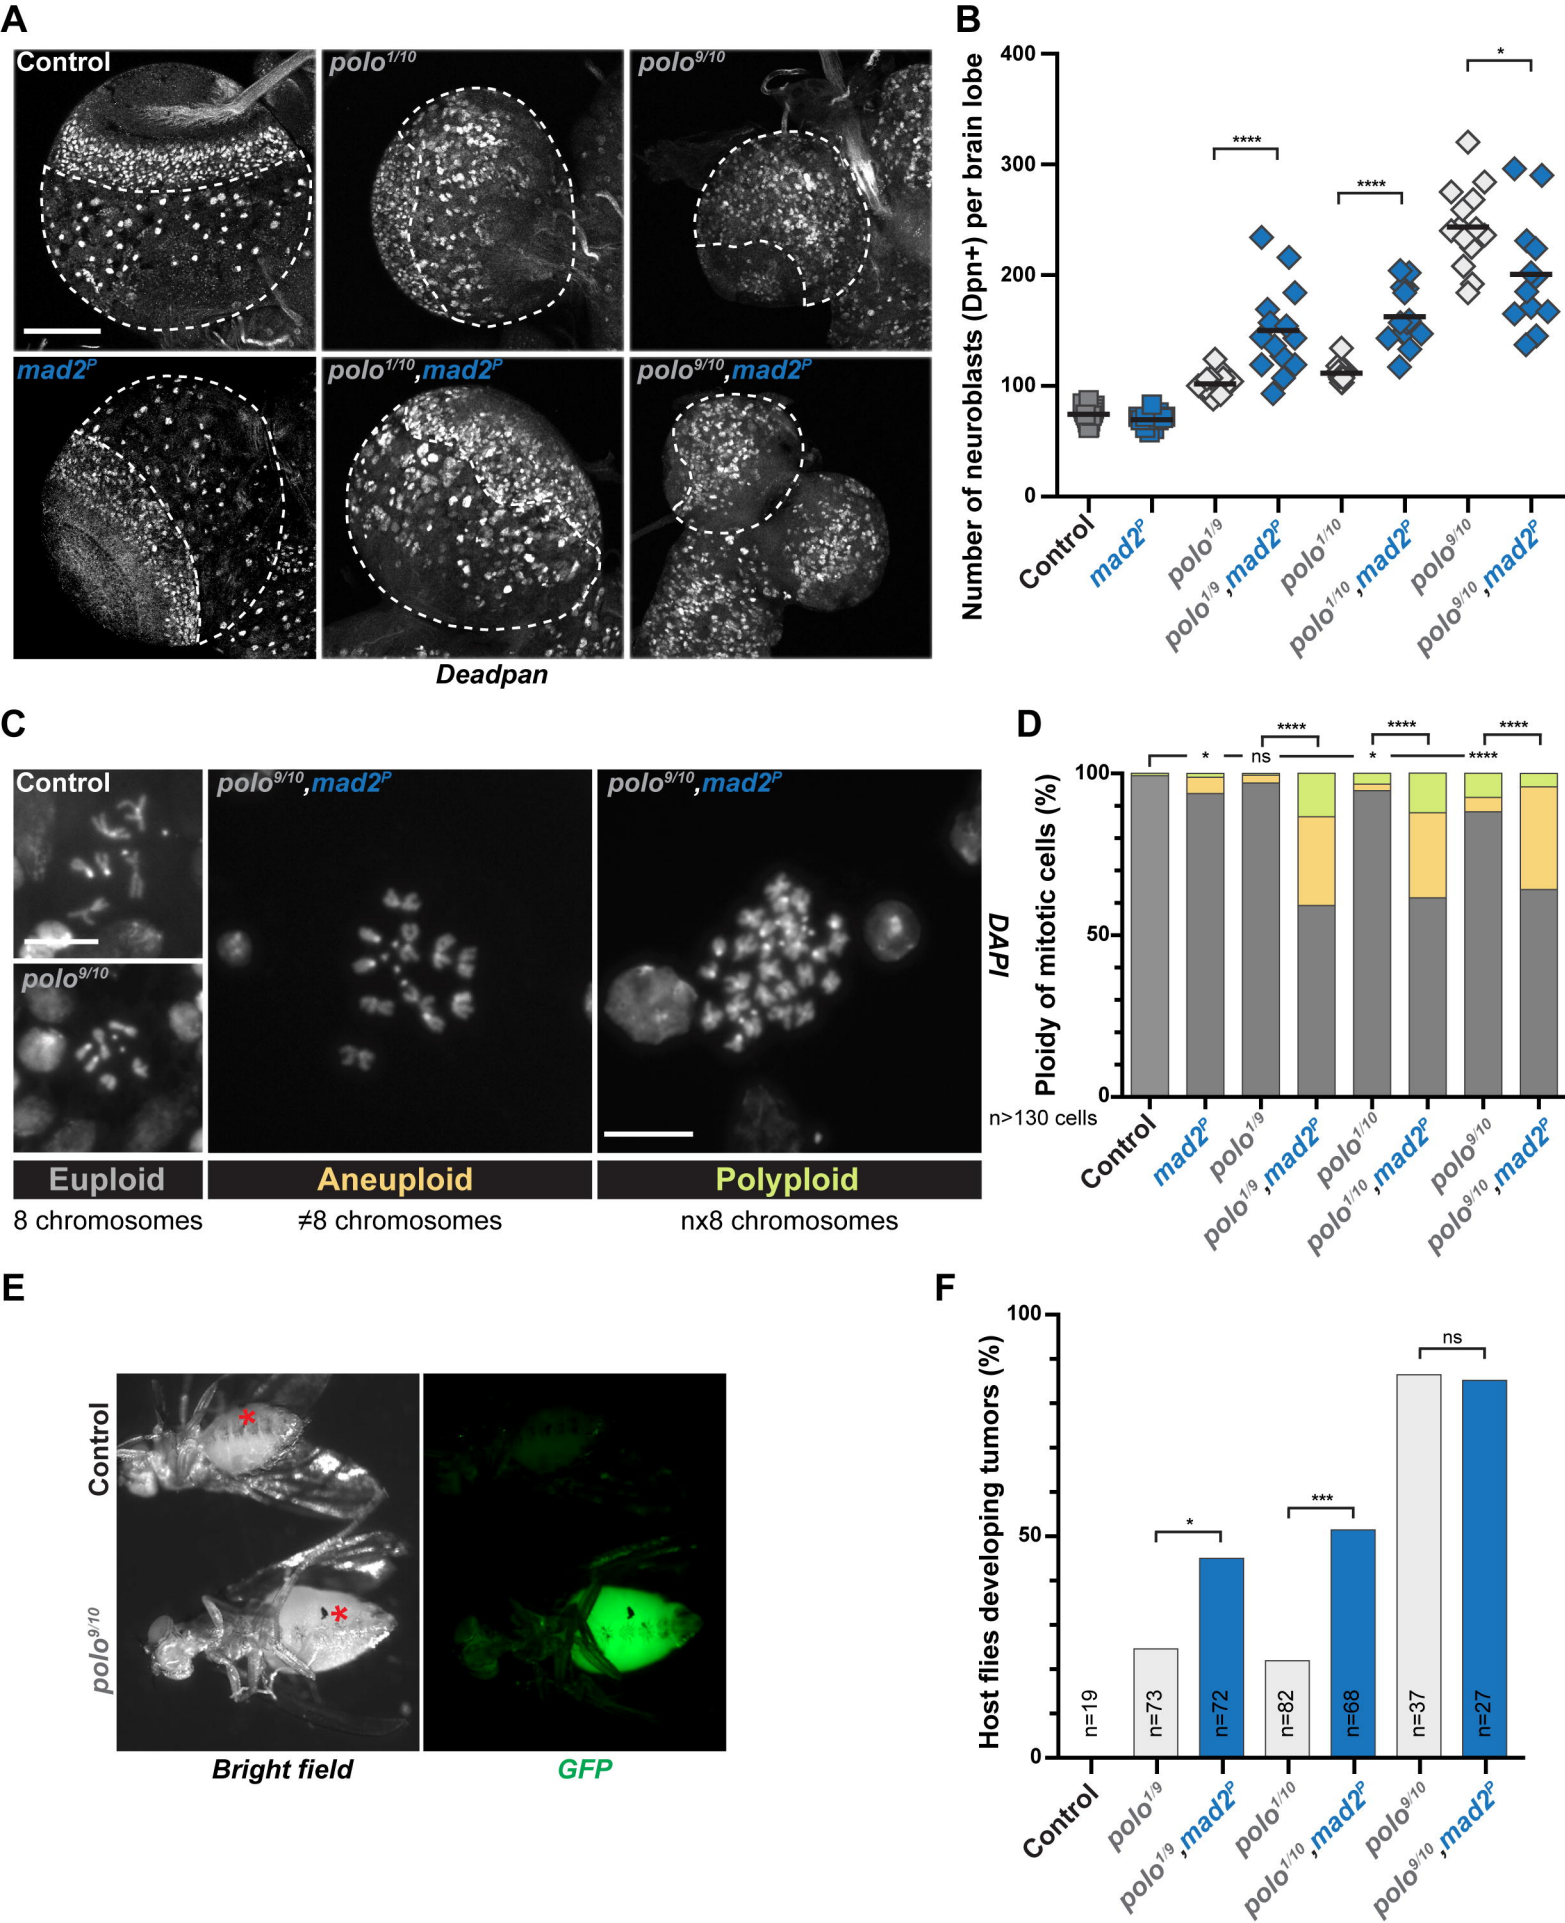 A
Control
polo1/10
polo9/10
mad2P
polo1/10,mad2P
polo9/10,mad2P
Deadpan
B
Number of neuroblasts (Dpn+) per brain lobe
400
300
200
100
0
****
****
*
Control
mad2P
polo1/9
polo1/9,mad2P
polo1/10
polo1/10,mad2P
polo9/10
polo9/10,mad2P
C
Control
polo9/10
polo9/10,mad2P
polo9/10,mad2P
DAPI
Euploid
Aneuploid
Polyploid
8 chromosomes
≠8 chromosomes
nx8 chromosomes
D
**** **** ****
* ns * ****
Ploidy of mitotic cells (%)
100
50
0
n>130 cells
Control
mad2P
polo1/9
polo1/9,mad2P
polo1/10
polo1/10,mad2P
polo9/10
polo9/10,mad2P
E
Control
polo9/10
*
*
Bright field
GFP
F
Host flies developing tumors (%)
100
50
0
*
***
ns
n=19
n=73
n=72
n=82
n=68
n=37
n=27
Control
polo1/9
polo1/9,mad2P
polo1/10
polo1/10,mad2P
polo9/10
polo9/10,mad2P